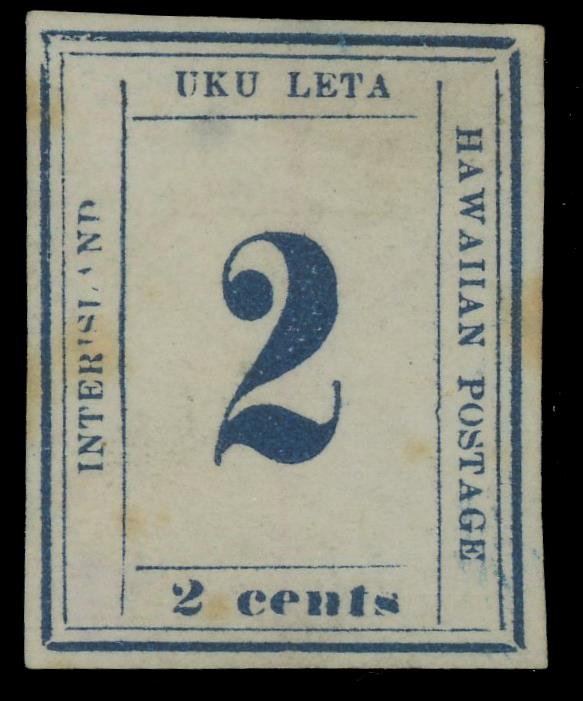 UKU LETA
INTERISLAND
HAWAIIAN POSTAGE
2
2 cents